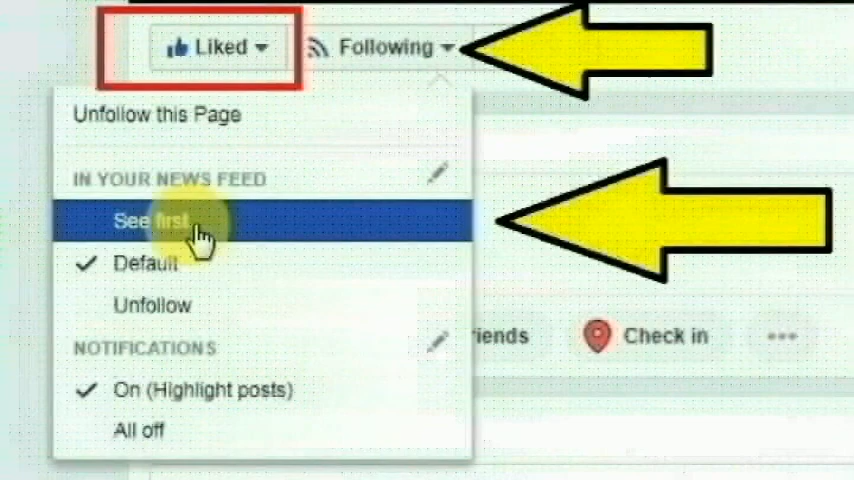 Liked Following
Unfollow this Page
IN YOUR NEWS FEED
See first
Default
Unfollow
riends Check in
NOTIFICATIONS
On (Highlight posts)
All off